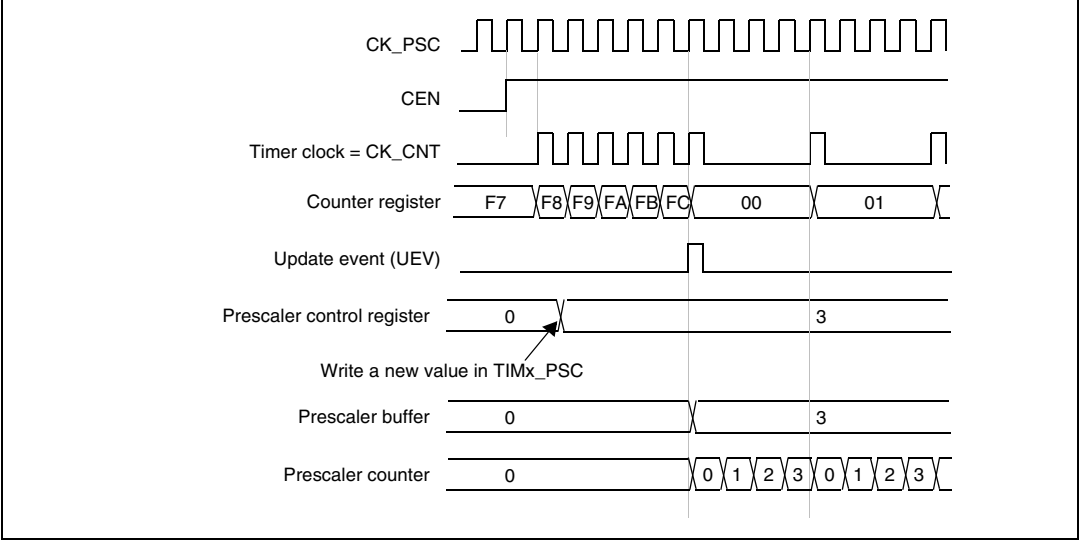 CK_PSC
CEN
Timer clock = CK_CNT
Counter register F7 F8 F9 FA FB FC 00 01
Update event (UEV)
Prescaler control register 0 3
Write a new value in TIMx_PSC
Prescaler buffer 0 3
Prescaler counter 0 0 1 2 3 0 1 2 3